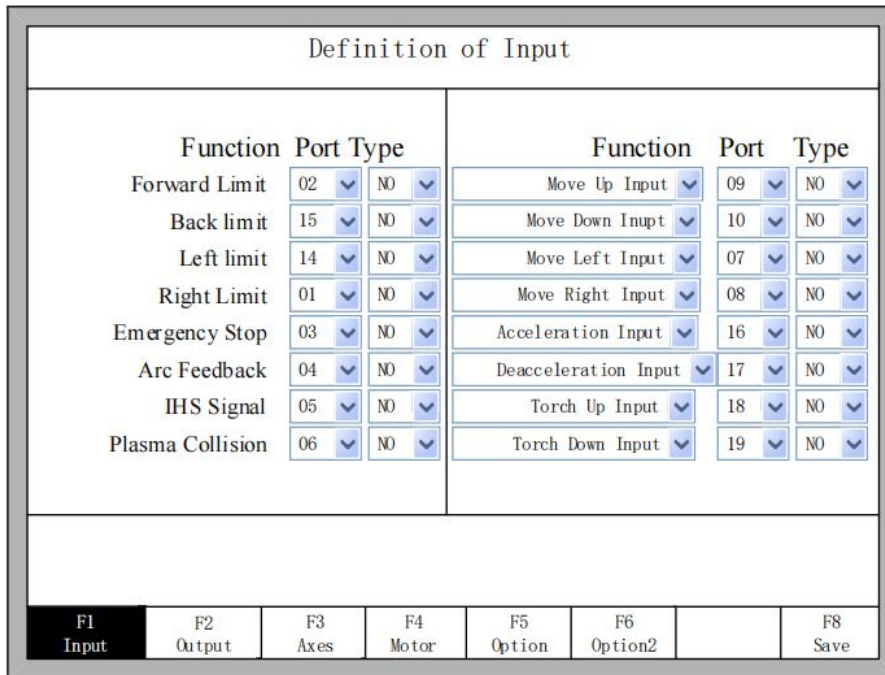 Definition of Input
Function Port Type
Forward Limit 02 NO
Back limit 15 NO
Left limit 14 NO
Right Limit 01 NO
Emergency Stop 03 NO
Arc Feedback 04 NO
IHS Signal 05 NO
Plasma Collision 06 NO
Function Port Type
Move Up Input 09 NO
Move Down Inupt 10 NO
Move Left Input 07 NO
Move Right Input 08 NO
Acceleration Input 16 NO
Deacceleration Input 17 NO
Torch Up Input 18 NO
Torch Down Input 19 NO
F1 F2 F3 F4 F5 F6 F8
Input Output Axes Motor Option Option2 Save